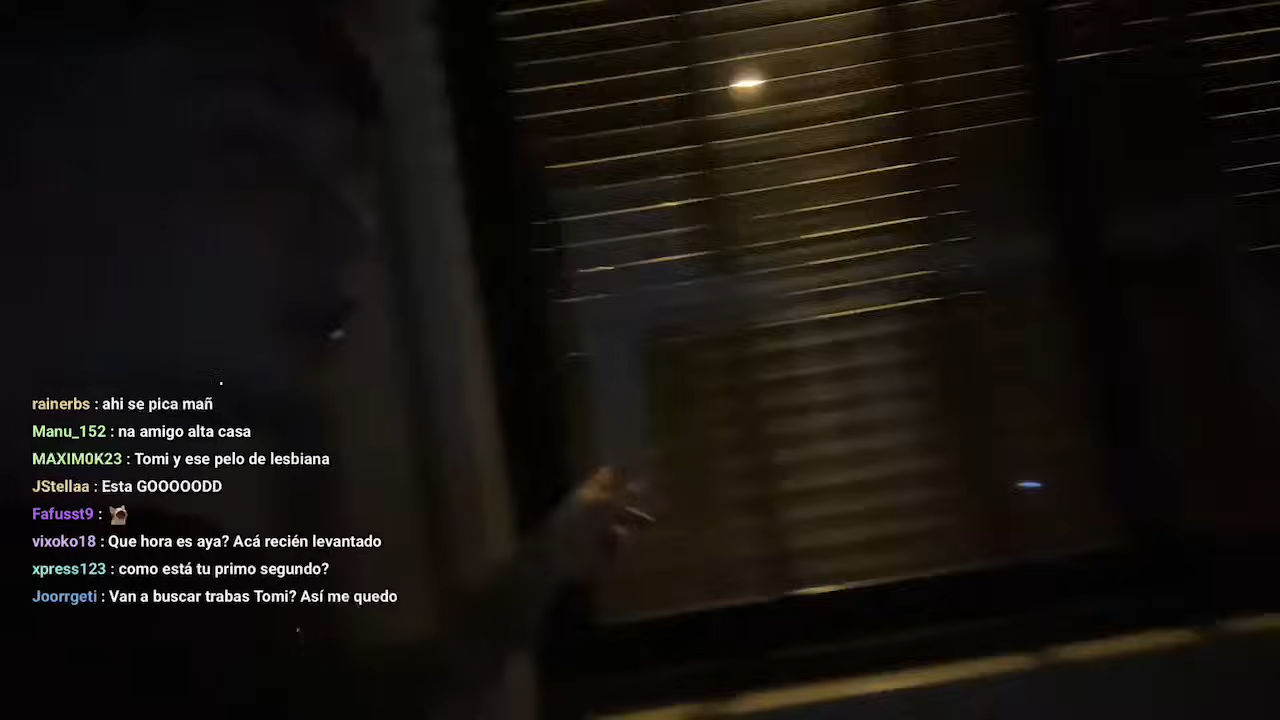 rainerbs : ahi se pica mañ
Manu_152 : na amigo alta casa
MAXIM0K23 : Tomi y ese pelo de lesbiana
JStellaa : Esta GOOOOODD
Fafusst9 :
vixoko18 : Que hora es aya? Acá recién levantado
xpress123 : como está tu primo segundo?
Joorrgeti : Van a buscar trabas Tomi? Así me quedo